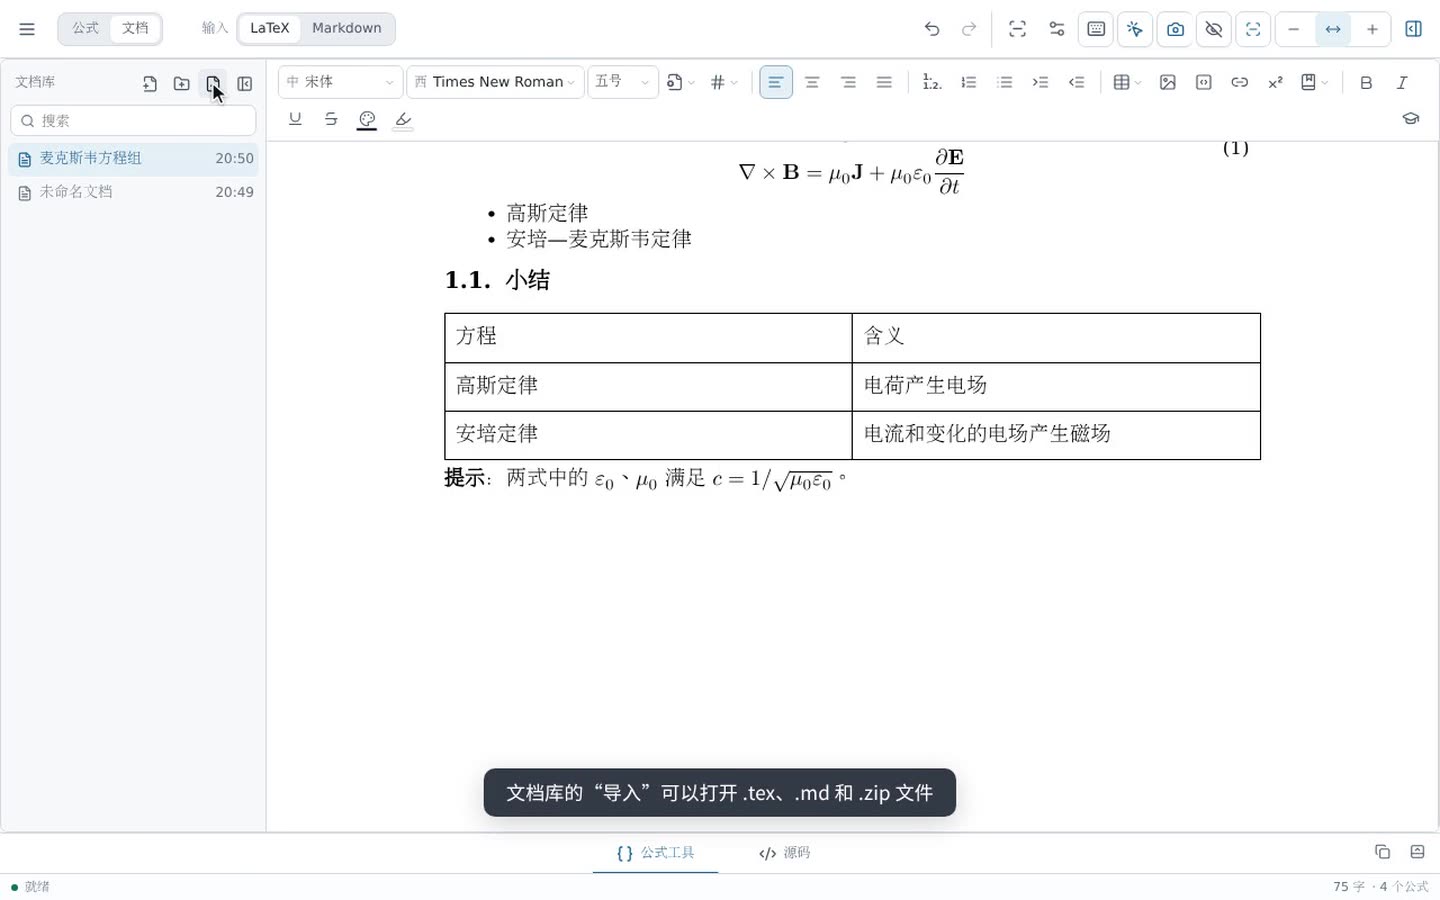 公式 文档 输入 LaTeX Markdown
文档库 中 宋体 西 Times New Roman 五号
搜索
麦克斯韦方程组 20:50
未命名文档 20:49
(1)
∇ × B = μ₀J + μ₀ε₀ ∂E/∂t
• 高斯定律
• 安培—麦克斯韦定律
1.1. 小结
方程 含义
高斯定律 电荷产生电场
安培定律 电流和变化的电场产生磁场
提示：两式中的 ε₀、μ₀ 满足 c = 1/√μ₀ε₀。
文档库的“导入”可以打开 .tex、.md 和 .zip 文件
{} 公式工具 </> 源码
就绪 75 字 · 4 个公式